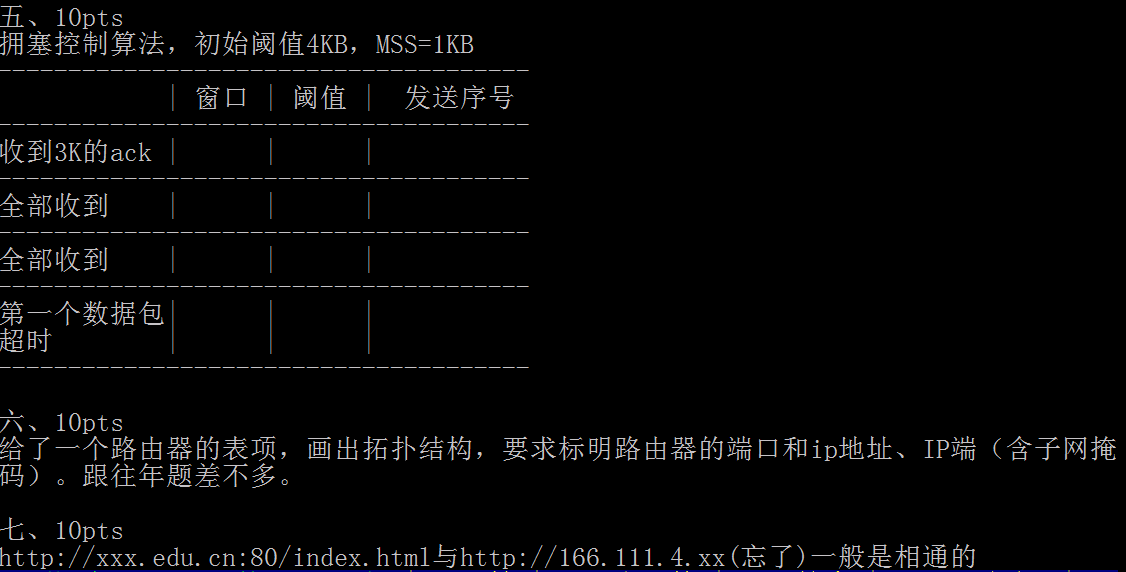 五、10pts
拥塞控制算法，初始阈值4KB，MSS=1KB
--------------------------------------
| 窗口 | 阈值 | 发送序号
--------------------------------------
收到3K的ack | | |
--------------------------------------
全部收到 | | |
--------------------------------------
全部收到 | | |
--------------------------------------
第一个数据包| | |
超时 | | |
--------------------------------------
六、10pts
给了一个路由器的表项，画出拓扑结构，要求标明路由器的端口和ip地址、IP端（含子网掩
码）。跟往年题差不多。
七、10pts
http://xxx.edu.cn:80/index.html与http://166.111.4.xx(忘了)一般是相通的